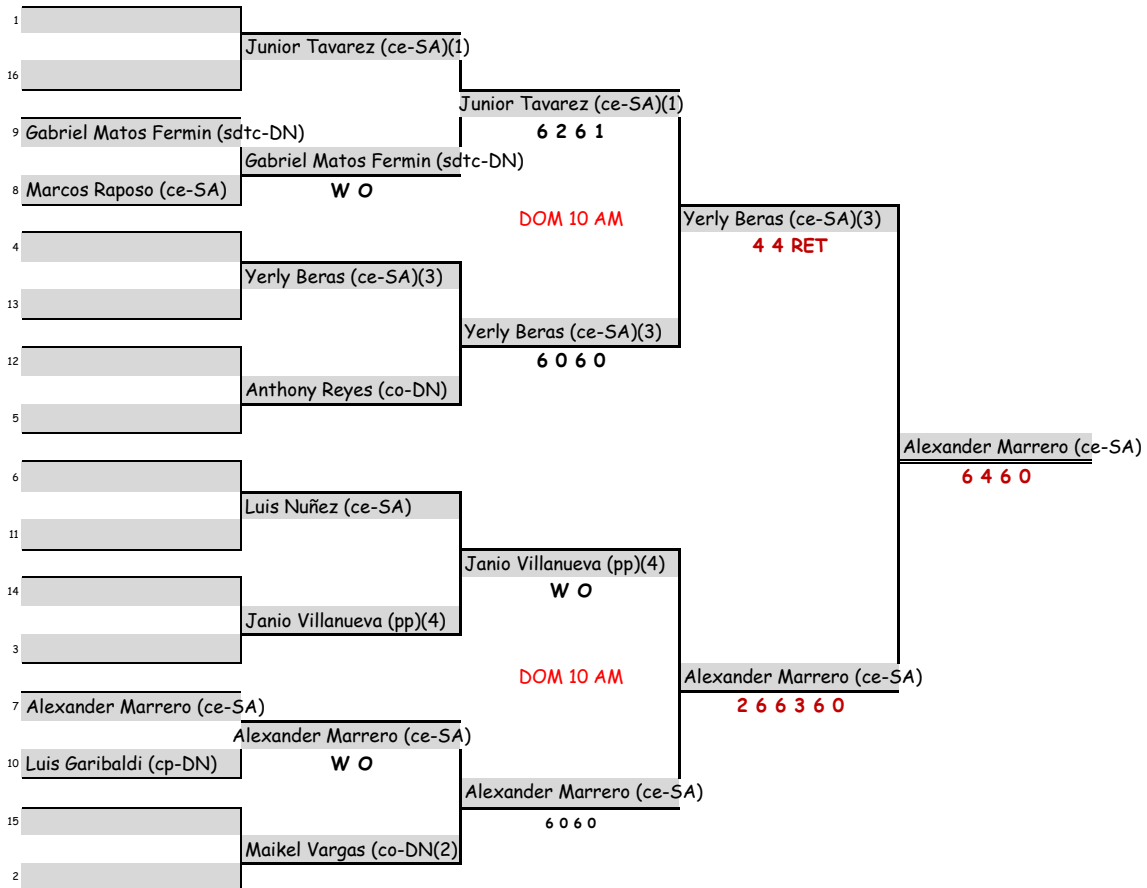 1
Junior Tavarez (ce-SA)(1)
16
Junior Tavarez (ce-SA)(1)
9 Gabriel Matos Fermin (sdtc-DN)
6 2 6 1
Gabriel Matos Fermin (sdtc-DN)
8 Marcos Raposo (ce-SA)
W O
DOM 10 AM
Yerly Beras (ce-SA)(3)
4
4 4 RET
Yerly Beras (ce-SA)(3)
13
Yerly Beras (ce-SA)(3)
12
6 0 6 0
Anthony Reyes (co-DN)
5
Alexander Marrero (ce-SA)
6
6 4 6 0
Luis Nuñez (ce-SA)
11
Janio Villanueva (pp)(4)
14
W O
Janio Villanueva (pp)(4)
3
DOM 10 AM
Alexander Marrero (ce-SA)
7 Alexander Marrero (ce-SA)
2 6 6 3 6 0
Alexander Marrero (ce-SA)
10 Luis Garibaldi (cp-DN)
W O
Alexander Marrero (ce-SA)
15
6 0 6 0
Maikel Vargas (co-DN(2)
2